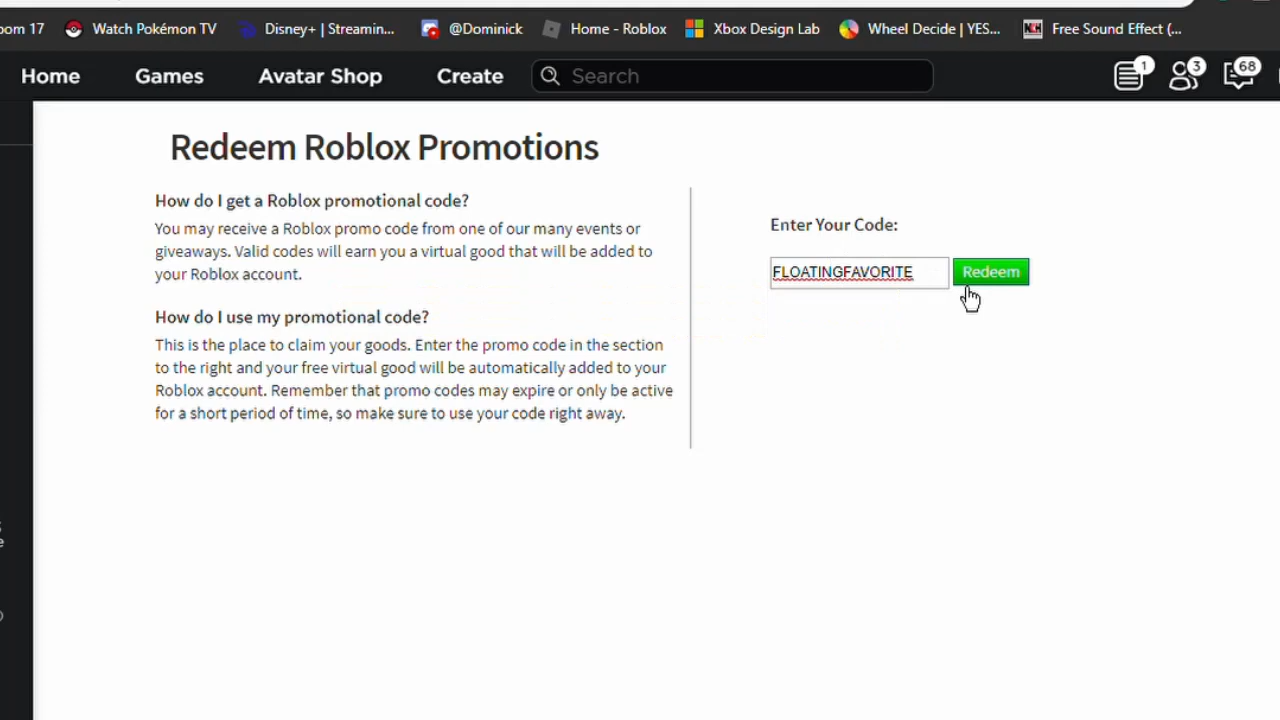 oom 17 Watch Pokémon TV Disney+ | Streamin... @Dominick Home - Roblox Xbox Design Lab Wheel Decide | YES... Free Sound Effect (...
Home Games Avatar Shop Create Search 1 3 68
Redeem Roblox Promotions
How do I get a Roblox promotional code?
You may receive a Roblox promo code from one of our many events or
giveaways. Valid codes will earn you a virtual good that will be added to
your Roblox account.
How do I use my promotional code?
This is the place to claim your goods. Enter the promo code in the section
to the right and your free virtual good will be automatically added to your
Roblox account. Remember that promo codes may expire or only be active
for a short period of time, so make sure to use your code right away.
Enter Your Code:
FLOATINGFAVORITE Redeem